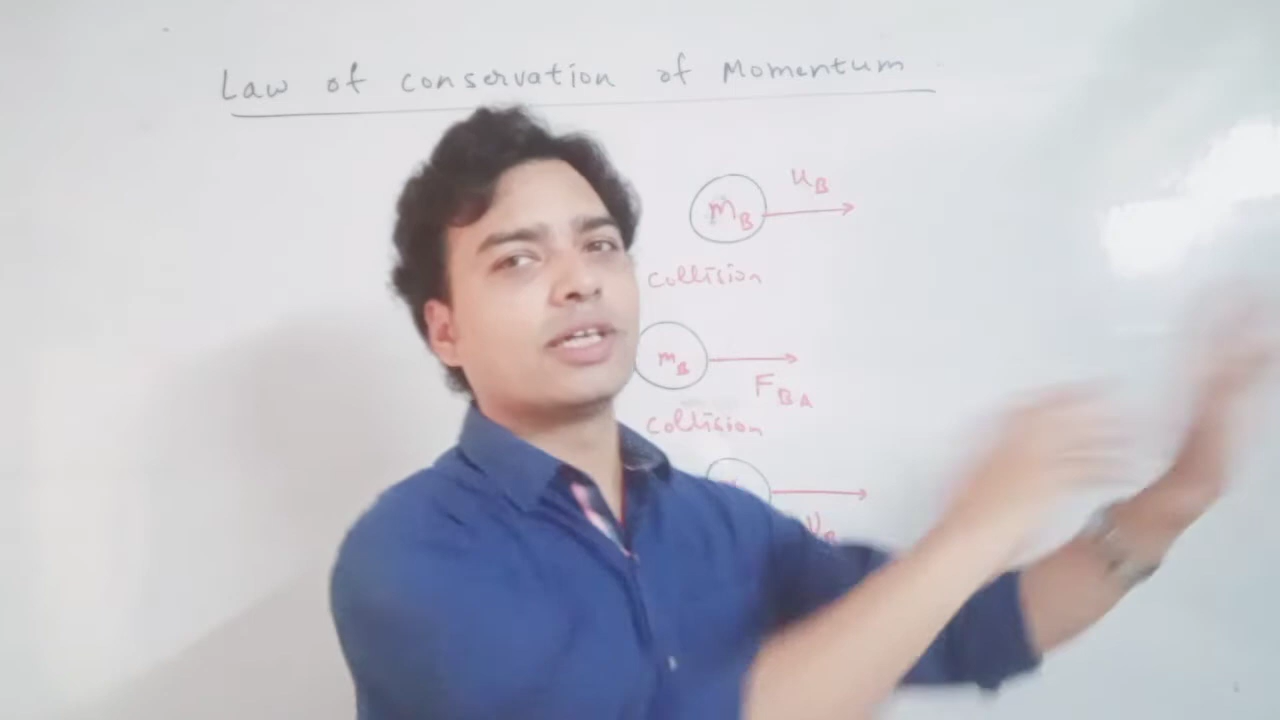 Law of conservation of Momentum
u_B
m_B
collision
m_B
F_BA
collision